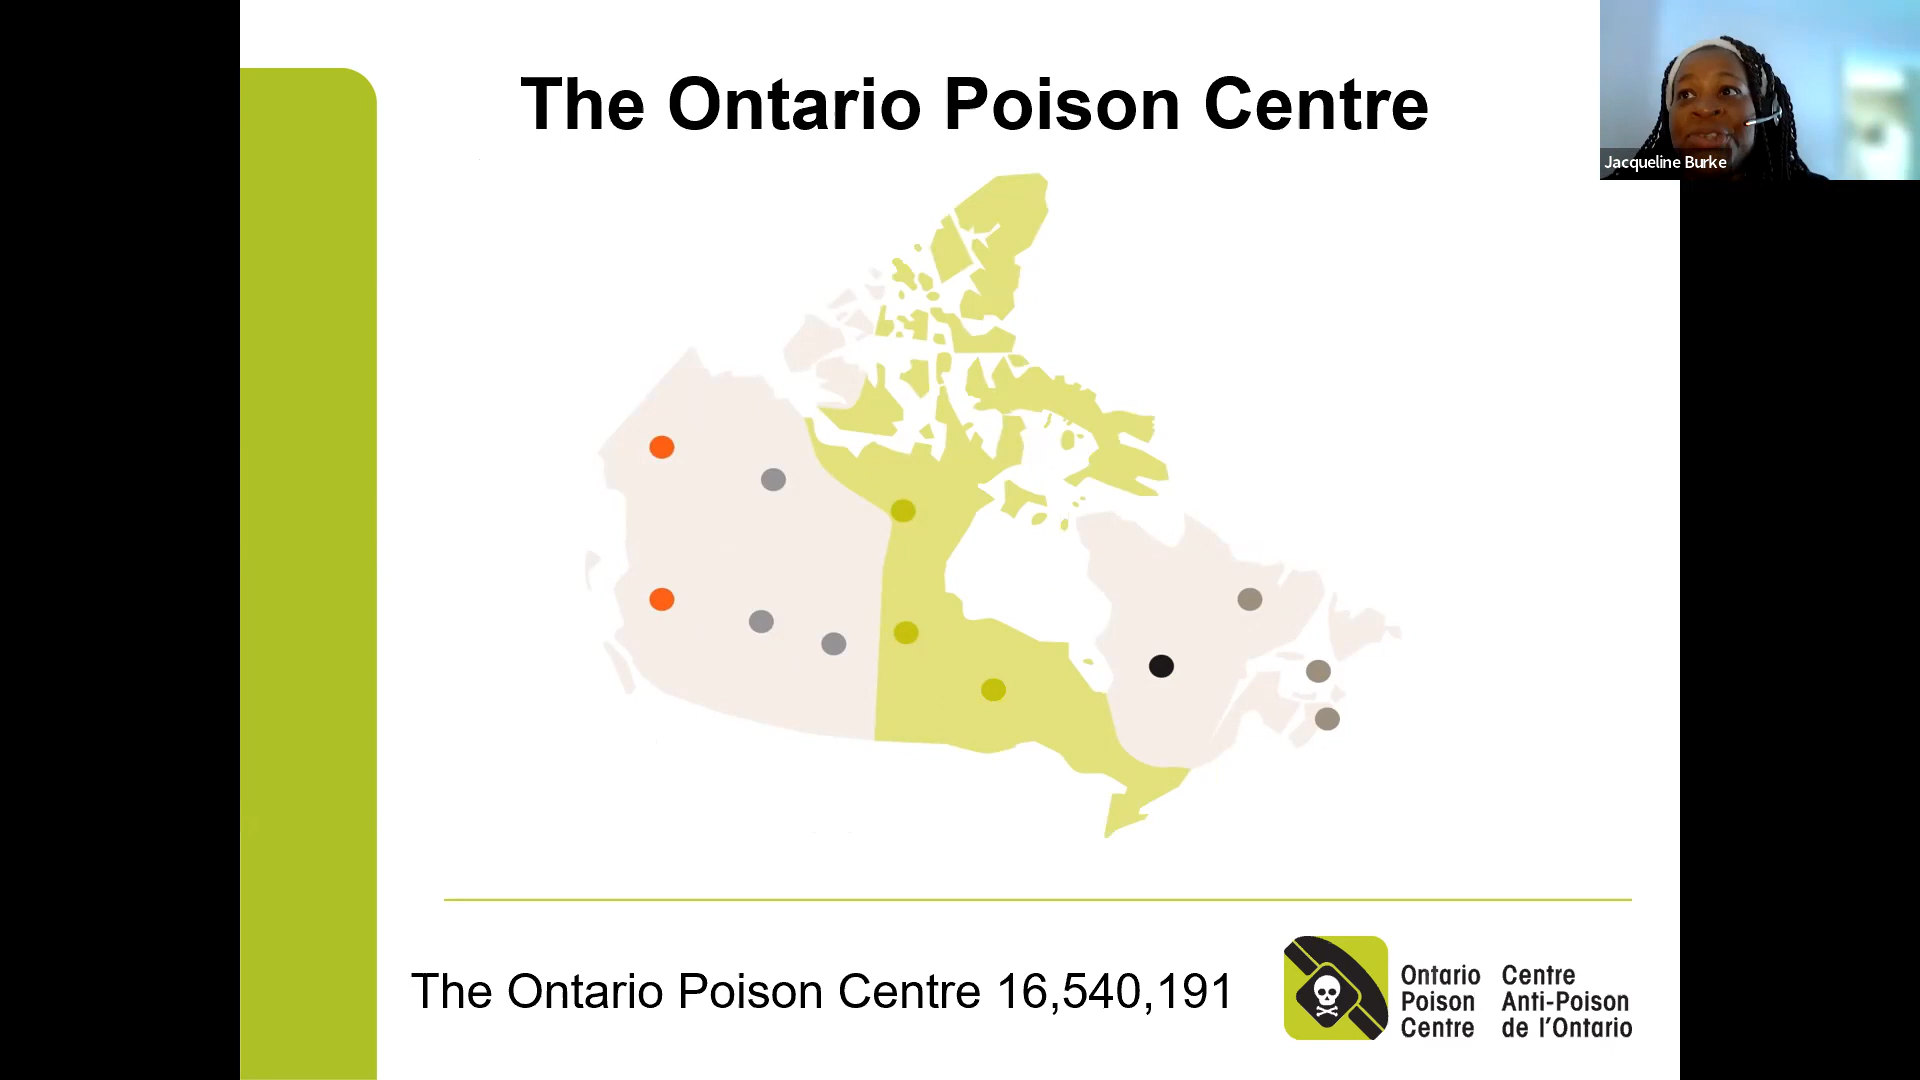 The Ontario Poison Centre
Jacqueline Burke
The Ontario Poison Centre 16,540,191
Ontario
Poison
Centre
Centre
Anti-Poison
de l'Ontario